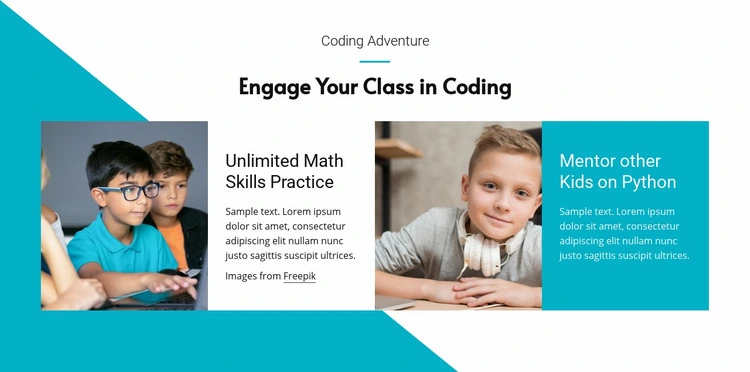 Coding Adventure
Engage Your Class in Coding
Unlimited Math
Skills Practice
Sample text. Lorem ipsum
dolor sit amet, consectetur
adipiscing elit nullam nunc
justo sagittis suscipit ultrices.
Images from Freepik
Mentor other
Kids on Python
Sample text. Lorem ipsum
dolor sit amet, consectetur
adipiscing elit nullam nunc
justo sagittis suscipit ultrices.